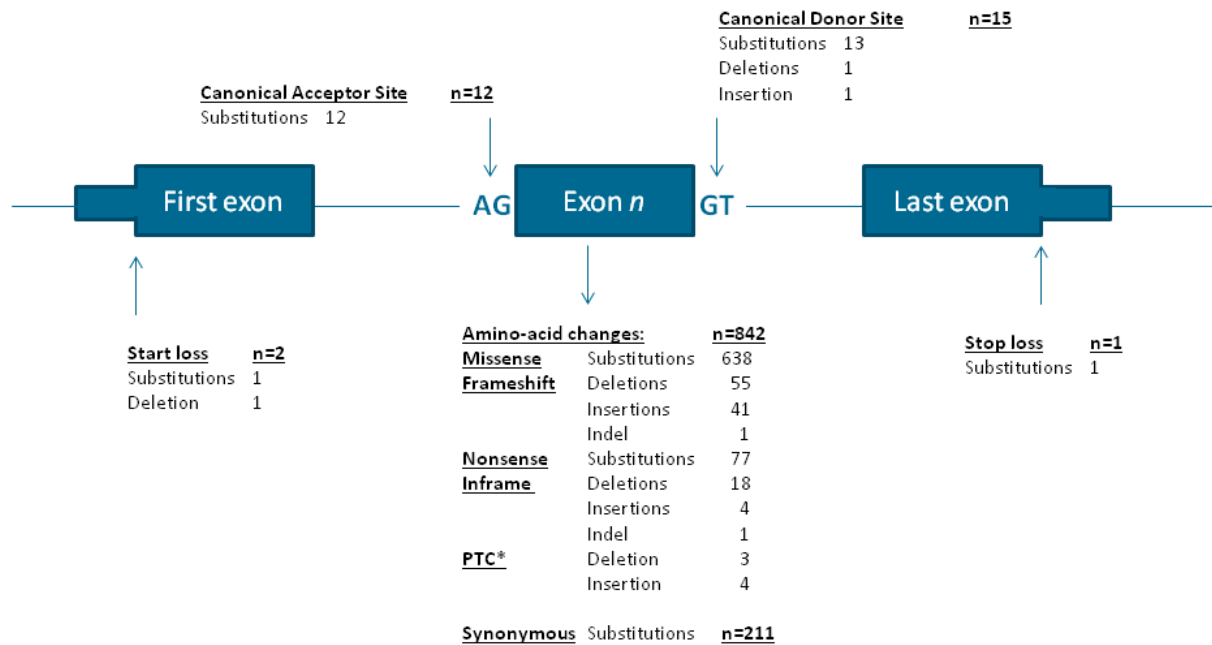 Canonical Donor Site n=15
Substitutions 13
Deletions 1
Insertion 1
Canonical Acceptor Site n=12
Substitutions 12
First exon AG Exon n GT Last exon
Start loss n=2
Substitutions 1
Deletion 1
Amino-acid changes: n=842
Missense Substitutions 638
Frameshift Deletions 55
Insertions 41
Indel 1
Nonsense Substitutions 77
Inframe Deletions 18
Insertions 4
Indel 1
PTC* Deletion 3
Insertion 4
Synonymous Substitutions n=211
Stop loss n=1
Substitutions 1